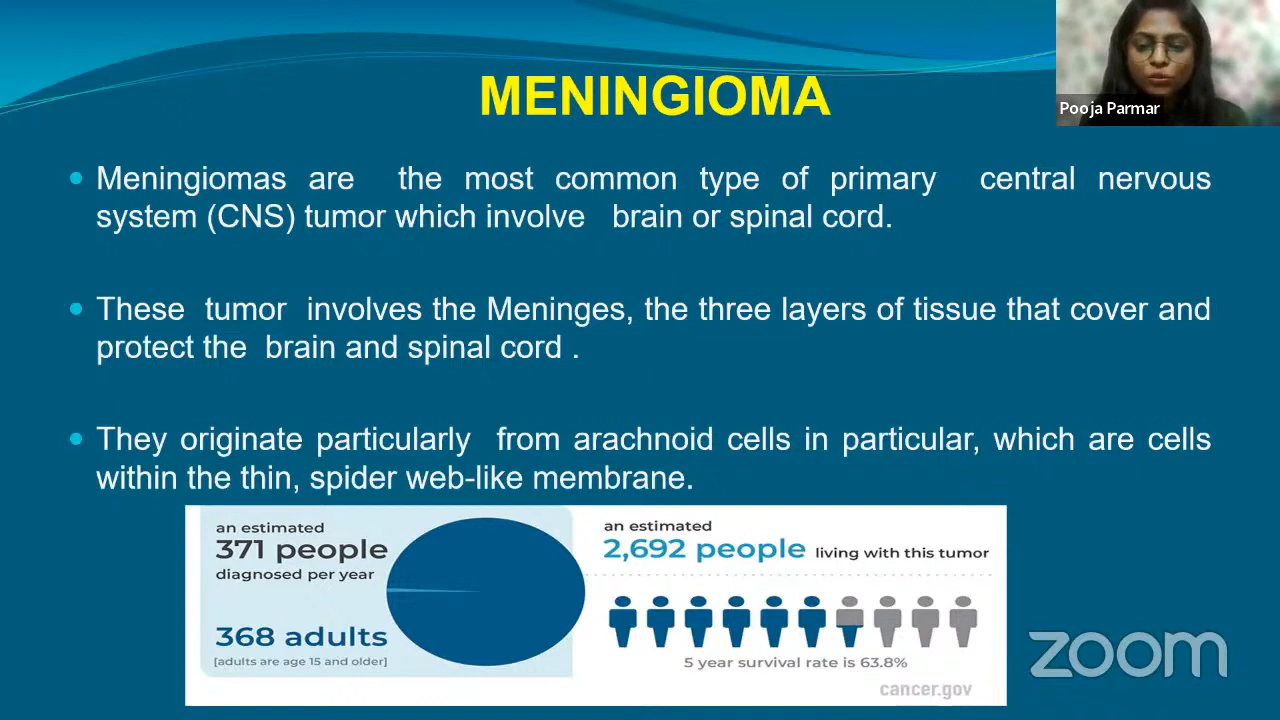 MENINGIOMA
Pooja Parmar
Meningiomas are the most common type of primary central nervous
system (CNS) tumor which involve brain or spinal cord.
These tumor involves the Meninges, the three layers of tissue that cover and
protect the brain and spinal cord .
They originate particularly from arachnoid cells in particular, which are cells
within the thin, spider web-like membrane.
an estimated
371 people
diagnosed per year
368 adults
[adults are age 15 and older]
an estimated
2,692 people living with this tumor
5 year survival rate is 63.8%
cancer.gov
zoom